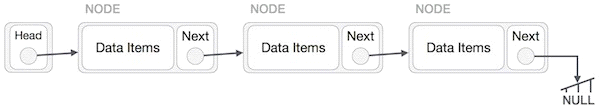 NODE NODE NODE
Head Data Items Next Data Items Next Data Items Next
NULL